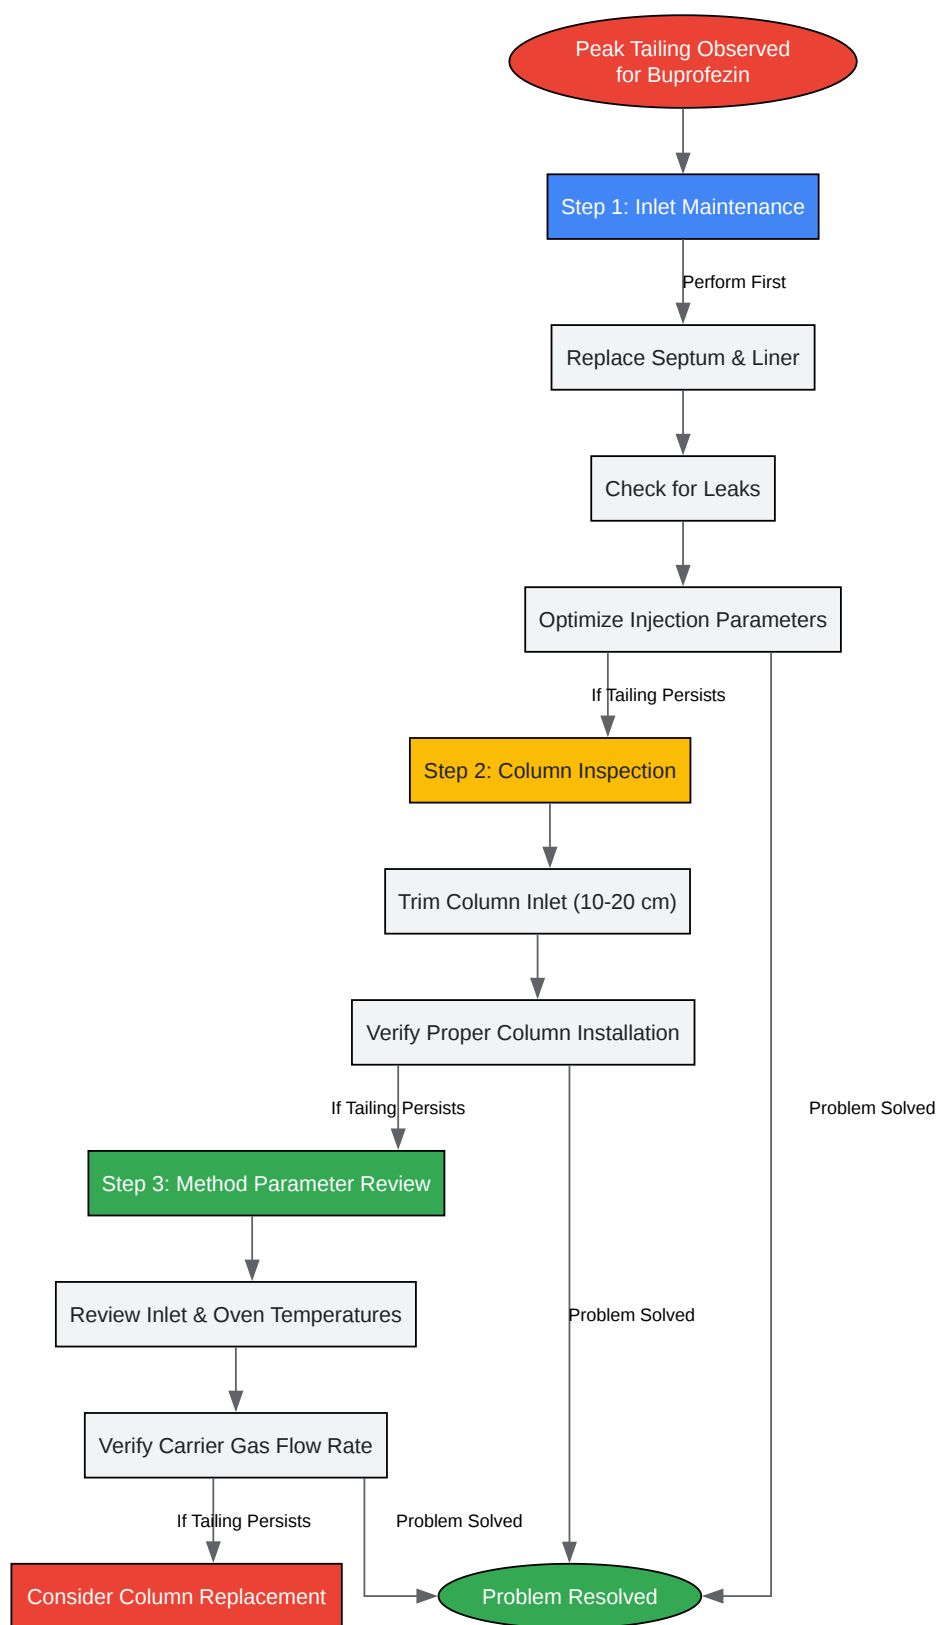 Peak Tailing Observed
for Buprofezin
Step 1: Inlet Maintenance
Perform First
Replace Septum & Liner
Check for Leaks
Optimize Injection Parameters
If Tailing Persists
Step 2: Column Inspection
Trim Column Inlet (10-20 cm)
Verify Proper Column Installation
If Tailing Persists
Problem Solved
Step 3: Method Parameter Review
Review Inlet & Oven Temperatures
Problem Solved
Verify Carrier Gas Flow Rate
If Tailing Persists
Problem Solved
Consider Column Replacement
Problem Resolved